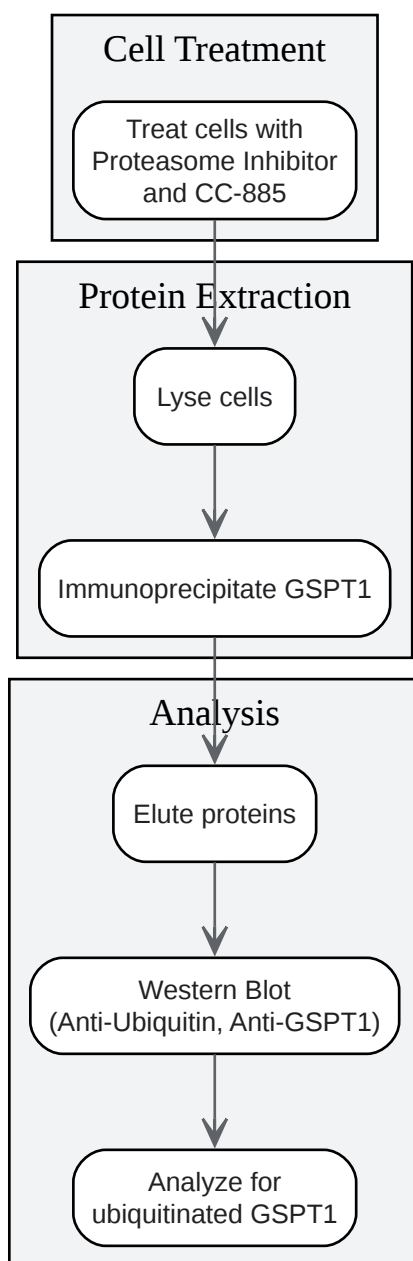 Cell Treatment
Treat cells with
Proteasome Inhibitor
and CC-885
Protein Extraction
Lyse cells
Immunoprecipitate GSPT1
Analysis
Elute proteins
Western Blot
(Anti-Ubiquitin, Anti-GSPT1)
Analyze for
ubiquitinated GSPT1